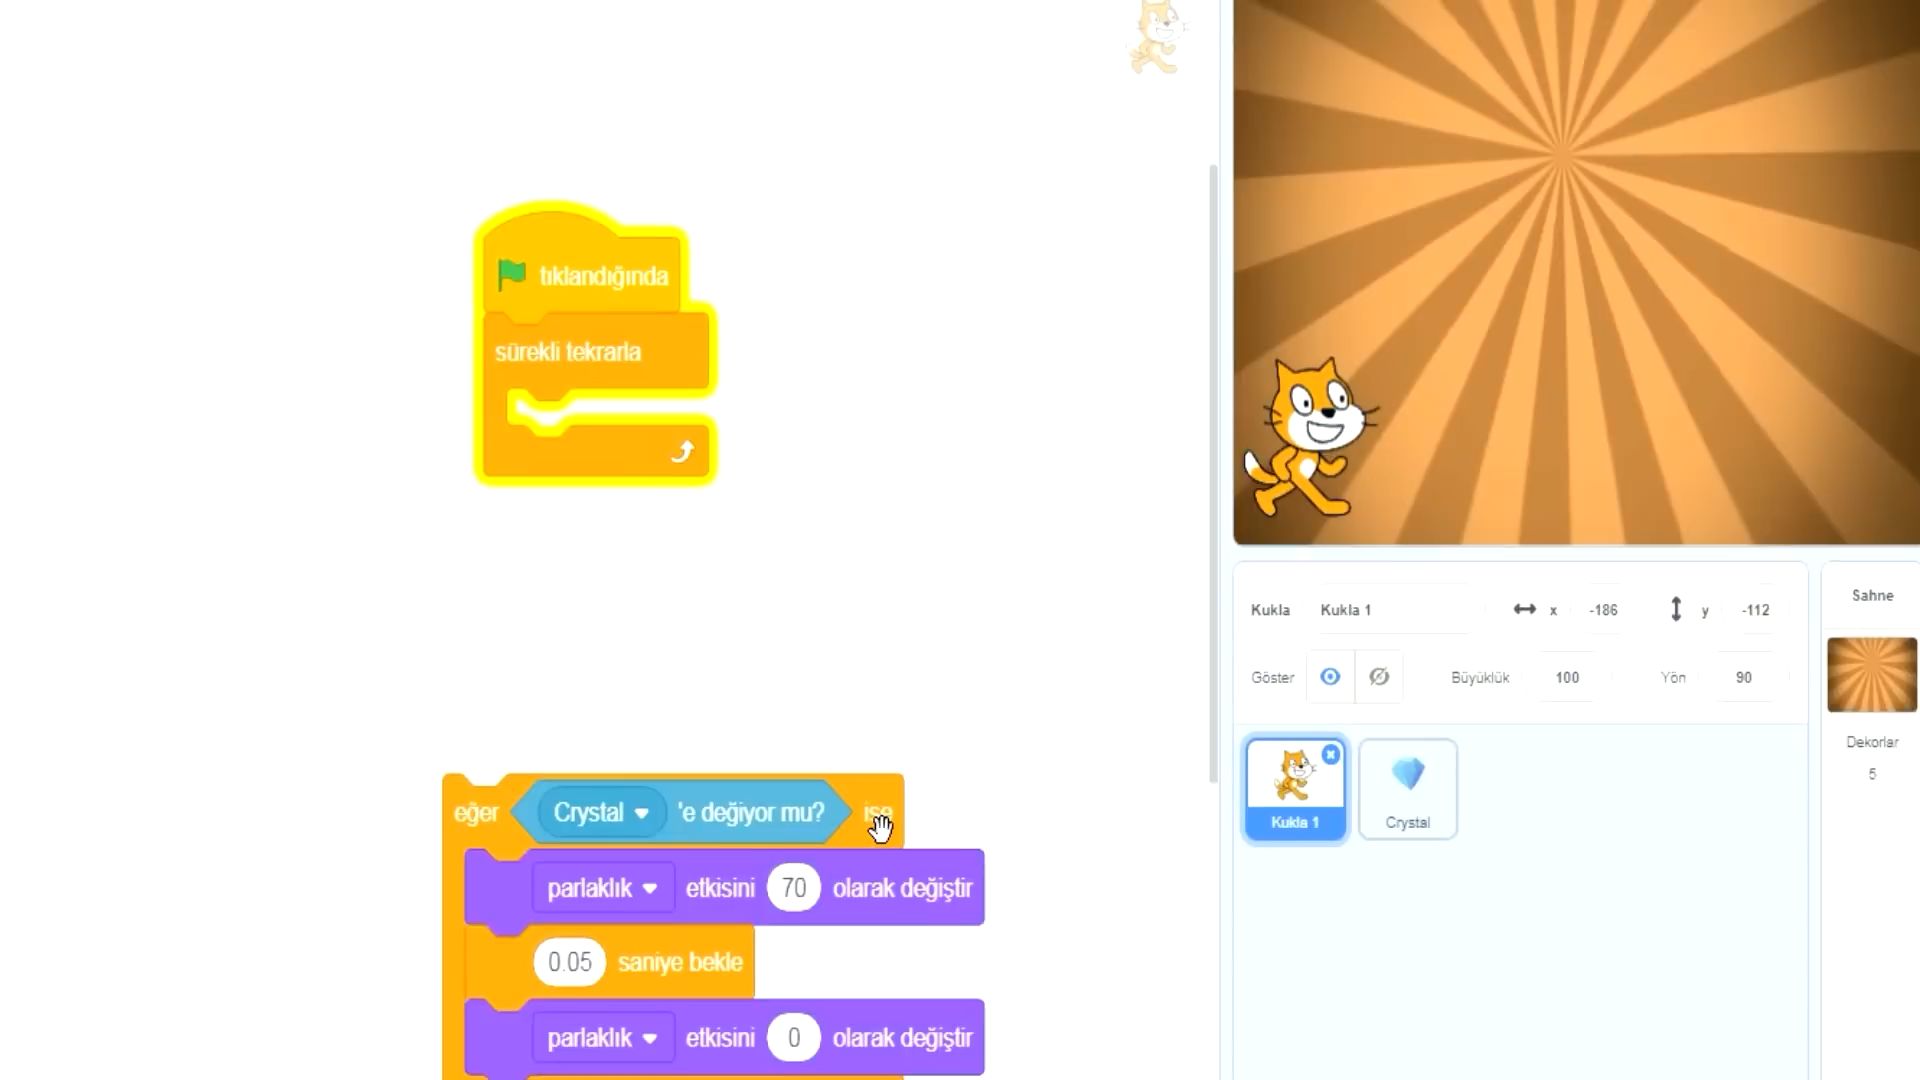 tıklandığında
sürekli tekrarla
eğer Crystal 'e değiyor mu? ise
parlaklık etkisini 70 olarak değiştir
0.05 saniye bekle
parlaklık etkisini 0 olarak değiştir
Kukla Kukla 1 x -186 y -112
Göster Büyüklük 100 Yön 90
Kukla 1
Crystal
Sahne
Dekorlar
5